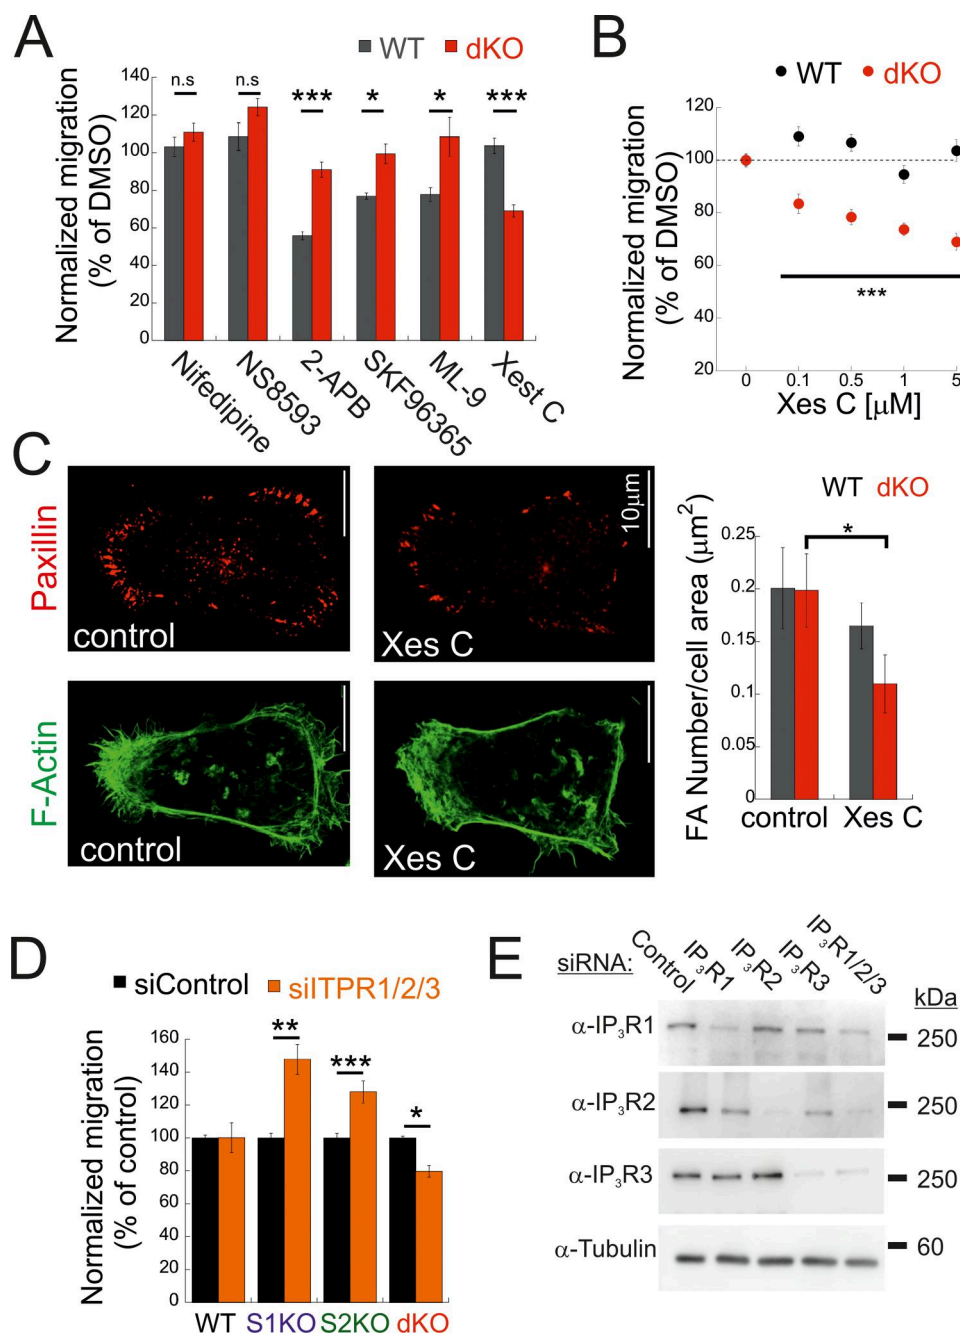 A
WT dKO
Normalized migration
(% of DMSO)
140
120
100
80
60
40
20
0
n.s
n.s
***
*
*
***
Nifedipine
NS8593
2-APB
SKF96365
ML-9
Xest C
B
WT dKO
Normalized migration
(% of DMSO)
120
100
80
60
40
20
***
0 0.1 0.5 1 5
Xes C [μM]
C
Paxillin
control
10μm
Xes C
F-Actin
control
Xes C
WT dKO
FA Number/cell area (μm²)
0.25
0.2
0.15
0.1
0.05
0
*
control Xes C
D
siControl siITPR1/2/3
Normalized migration
(% of control)
160
140
120
100
80
60
40
20
0
**
***
*
WT S1KO S2KO dKO
E
siRNA:
Control
IP₃R1
IP₃R2
IP₃R3
IP₃R1/2/3
kDa
α-IP₃R1
250
α-IP₃R2
250
α-IP₃R3
250
α-Tubulin
60